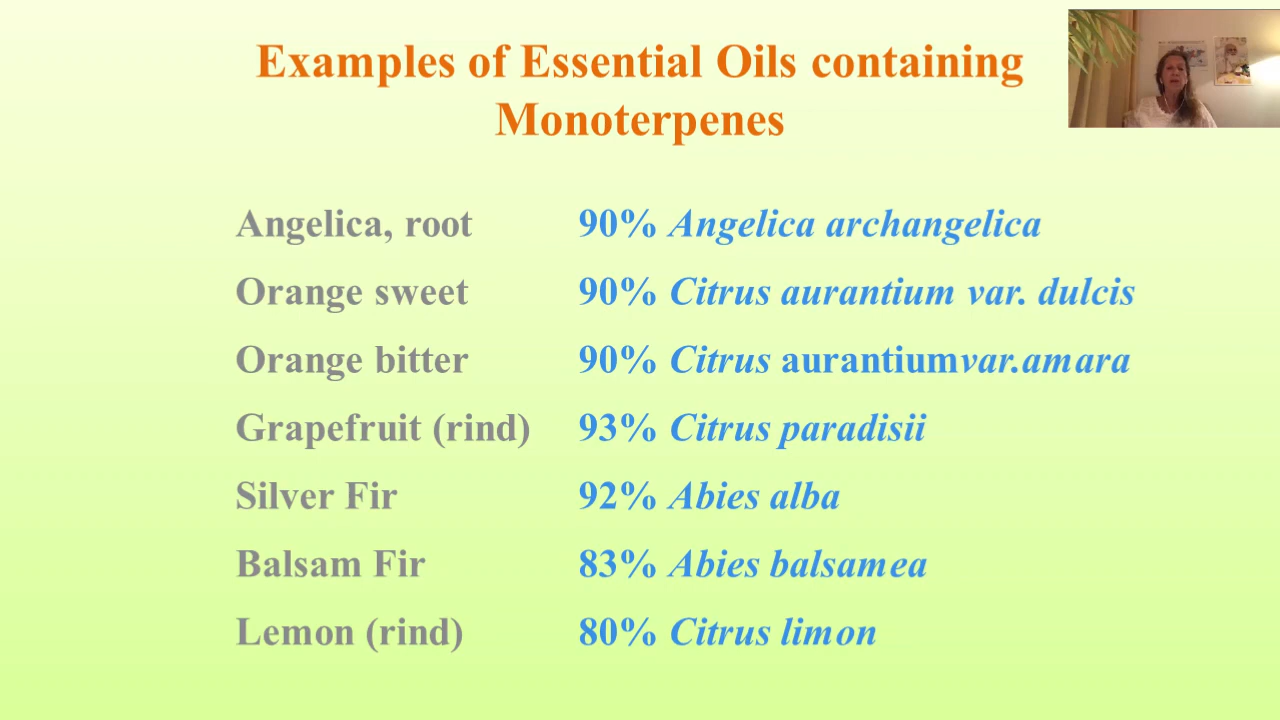 Examples of Essential Oils containing
Monoterpenes
Angelica, root 90% Angelica archangelica
Orange sweet 90% Citrus aurantium var. dulcis
Orange bitter 90% Citrus aurantiumvar.amara
Grapefruit (rind) 93% Citrus paradisii
Silver Fir 92% Abies alba
Balsam Fir 83% Abies balsamea
Lemon (rind) 80% Citrus limon